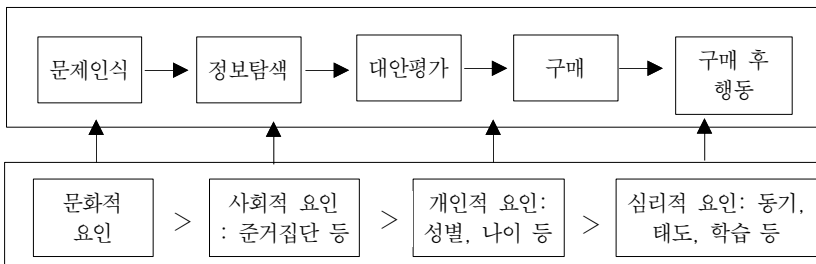 문제인식
정보탐색
대안평가
구매
구매 후
행동
문화적
요인
>
사회적 요인
: 준거집단 등
>
개인적 요인:
성별, 나이 등
>
심리적 요인: 동기,
태도, 학습 등